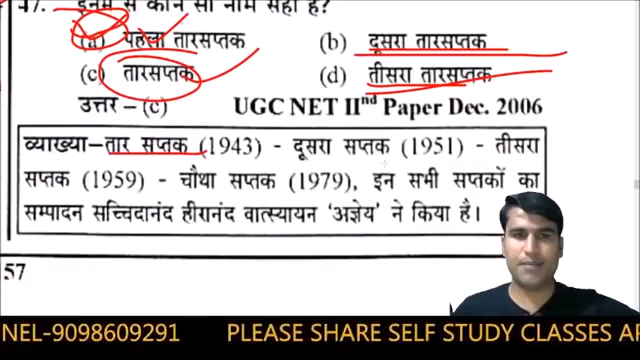 47. इनमें से कौन सा नाम सही है?
(a) पहला तारसप्तक (b) दूसरा तारसप्तक
(c) तारसप्तक (d) तीसरा तारसप्तक
उत्तर –(c) UGC NET IInd Paper Dec. 2006
व्याख्या–तार सप्तक (1943) - दूसरा सप्तक (1951) - तीसरा
सप्तक (1959) - चौथा सप्तक (1979), इन सभी सप्तकों का
सम्पादन सच्चिदानंद हीरानंद वात्स्यायन 'अज्ञेय' ने किया है।
57
NEL-9098609291 PLEASE SHARE SELF STUDY CLASSES AF